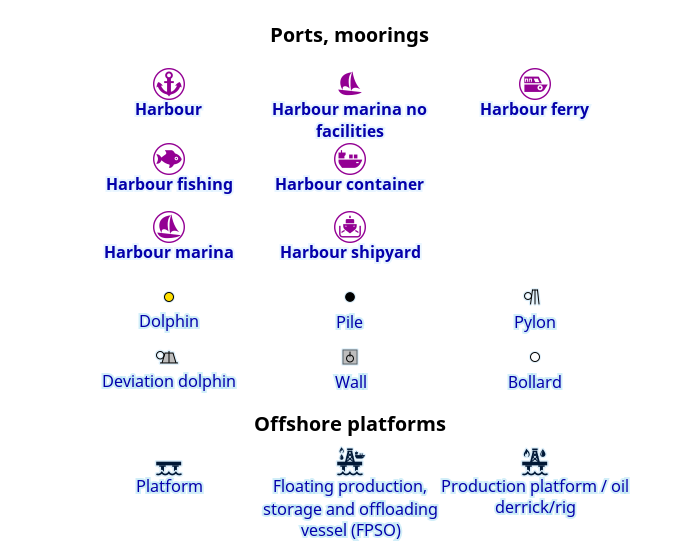 Ports, moorings
Harbour
Harbour marina no
facilities
Harbour ferry
Harbour fishing
Harbour container
Harbour marina
Harbour shipyard
Dolphin
Pile
Pylon
Deviation dolphin
Wall
Bollard
Offshore platforms
Platform
Floating production,
storage and offloading
vessel (FPSO)
Production platform / oil
derrick/rig